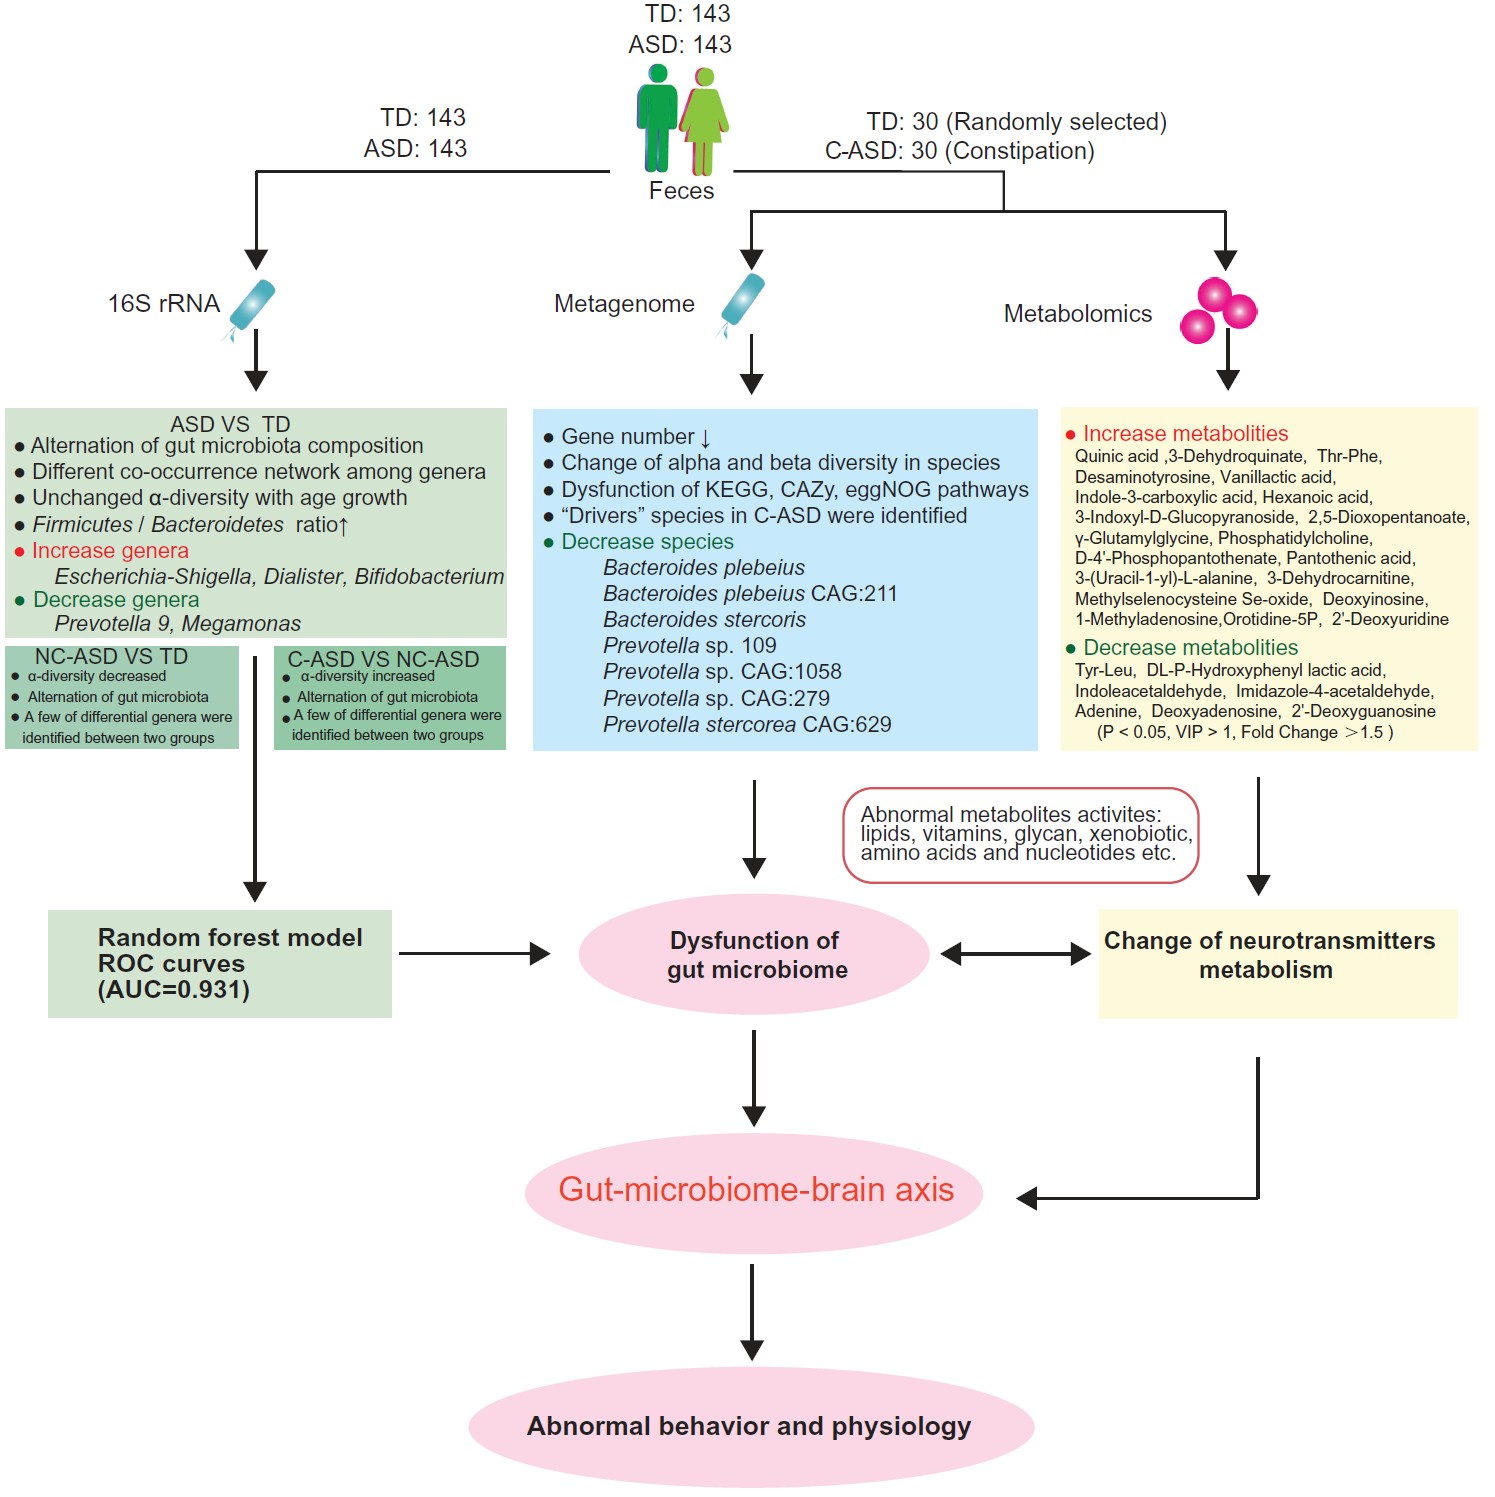 TD: 143
ASD: 143
TD: 143
ASD: 143
TD: 30 (Randomly selected)
C-ASD: 30 (Constipation)
Feces
16S rRNA
Metagenome
Metabolomics
ASD VS TD
● Alternation of gut microbiota composition
● Different co-occurrence network among genera
● Unchanged α-diversity with age growth
● Firmicutes / Bacteroidetes ratio↑
● Increase genera
Escherichia-Shigella, Dialister, Bifidobacterium
● Decrease genera
Prevotella 9, Megamonas
NC-ASD VS TD
● α-diversity decreased
● Alternation of gut microbiota
● A few of differential genera were
identified between two groups
C-ASD VS NC-ASD
● α-diversity increased
● Alternation of gut microbiota
● A few of differential genera were
identified between two groups
● Gene number ↓
● Change of alpha and beta diversity in species
● Dysfunction of KEGG, CAZy, eggNOG pathways
● “Drivers” species in C-ASD were identified
● Decrease species
Bacteroides plebeius
Bacteroides plebeius CAG:211
Bacteroides stercoris
Prevotella sp. 109
Prevotella sp. CAG:1058
Prevotella sp. CAG:279
Prevotella stercorea CAG:629
● Increase metabolities
Quinic acid ,3-Dehydroquinate, Thr-Phe,
Desaminotyrosine, Vanillactic acid,
Indole-3-carboxylic acid, Hexanoic acid,
3-Indoxyl-D-Glucopyranoside, 2,5-Dioxopentanoate,
γ-Glutamylglycine, Phosphatidylcholine,
D-4'-Phosphopantothenate, Pantothenic acid,
3-(Uracil-1-yl)-L-alanine, 3-Dehydrocarnitine,
Methylselenocysteine Se-oxide, Deoxyinosine,
1-Methyladenosine,Orotidine-5P, 2'-Deoxyuridine
● Decrease metabolities
Tyr-Leu, DL-P-Hydroxyphenyl lactic acid,
Indoleacetaldehyde, Imidazole-4-acetaldehyde,
Adenine, Deoxyadenosine, 2'-Deoxyguanosine
(P < 0.05, VIP > 1, Fold Change >1.5 )
Abnormal metabolites activites:
lipids, vitamins, glycan, xenobiotic,
amino acids and nucleotides etc.
Random forest model
ROC curves
(AUC=0.931)
Dysfunction of
gut microbiome
Change of neurotransmitters
metabolism
Gut-microbiome-brain axis
Abnormal behavior and physiology